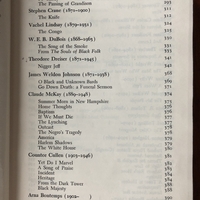 The Passing of Grandison
Stephen Crane (1871–1900)
The Knife
Vachel Lindsay (1879–1931)
The Congo
W. E. B. DuBois (1868–1963)
The Song of the Smoke
From The Souls of Black Folk
Theodore Dreiser (1871–1945)
Nigger Jeff
James Weldon Johnson (1871–1938)
O Black and Unknown Bards
Go Down Death: a Funeral Sermon
Claude McKay (1889–1948)
Summer Morn in New Hampshire
Home Thoughts
Baptism
If We Must Die
The Lynching
Outcast
The Negro's Tragedy
America
Harlem Shadows
The White House
Countee Cullen (1903–1946)
Yet Do I Marvel
A Song of Praise
Incident
Heritage
From the Dark Tower
Black Majesty
Arna Bontemps (1902–